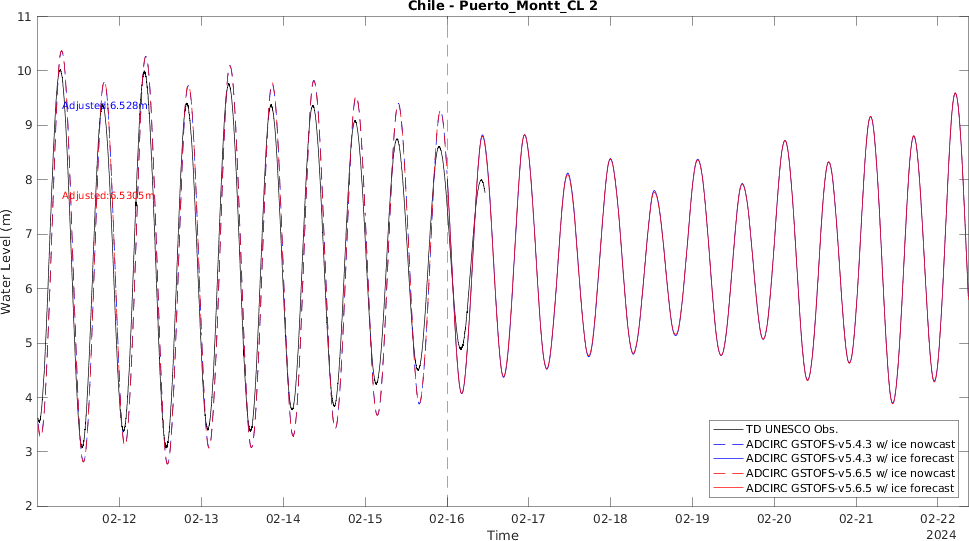 Chile - Puerto_Montt_CL 2
11
10
9
8
7
6
5
4
3
2
Water Level (m)
Adjusted:6.528m
Adjusted:6.5305m
TD UNESCO Obs.
ADCIRC GSTOFS-v5.4.3 w/ ice nowcast
ADCIRC GSTOFS-v5.4.3 w/ ice forecast
ADCIRC GSTOFS-v5.6.5 w/ ice nowcast
ADCIRC GSTOFS-v5.6.5 w/ ice forecast
02-12 02-13 02-14 02-15 02-16 02-17 02-18 02-19 02-20 02-21 02-22
Time
2024